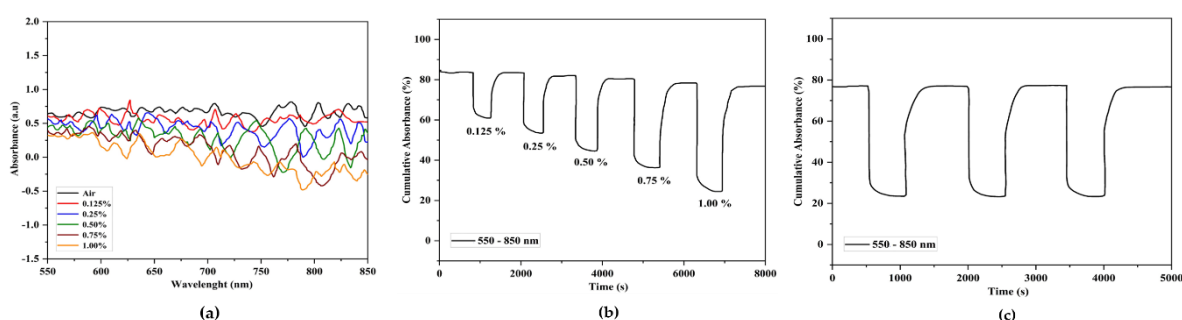 2.0
1.5
1.0
0.5
0.0
-0.5
-1.0
-1.5
Absorbance (a.u)
Air
0.125%
0.25%
0.50%
0.75%
1.00%
550 600 650 700 750 800 850
Wavelenght (nm)
(a)
100
80
60
40
20
0
Cumulative Absorbance (%)
0.125 %
0.25 %
0.50 %
0.75 %
1.00 %
550 - 850 nm
0 2000 4000 6000 8000
Time (s)
(b)
100
80
60
40
20
0
Cumulative Absorbance (%)
550 - 850 nm
0 1000 2000 3000 4000 5000
Time (s)
(c)